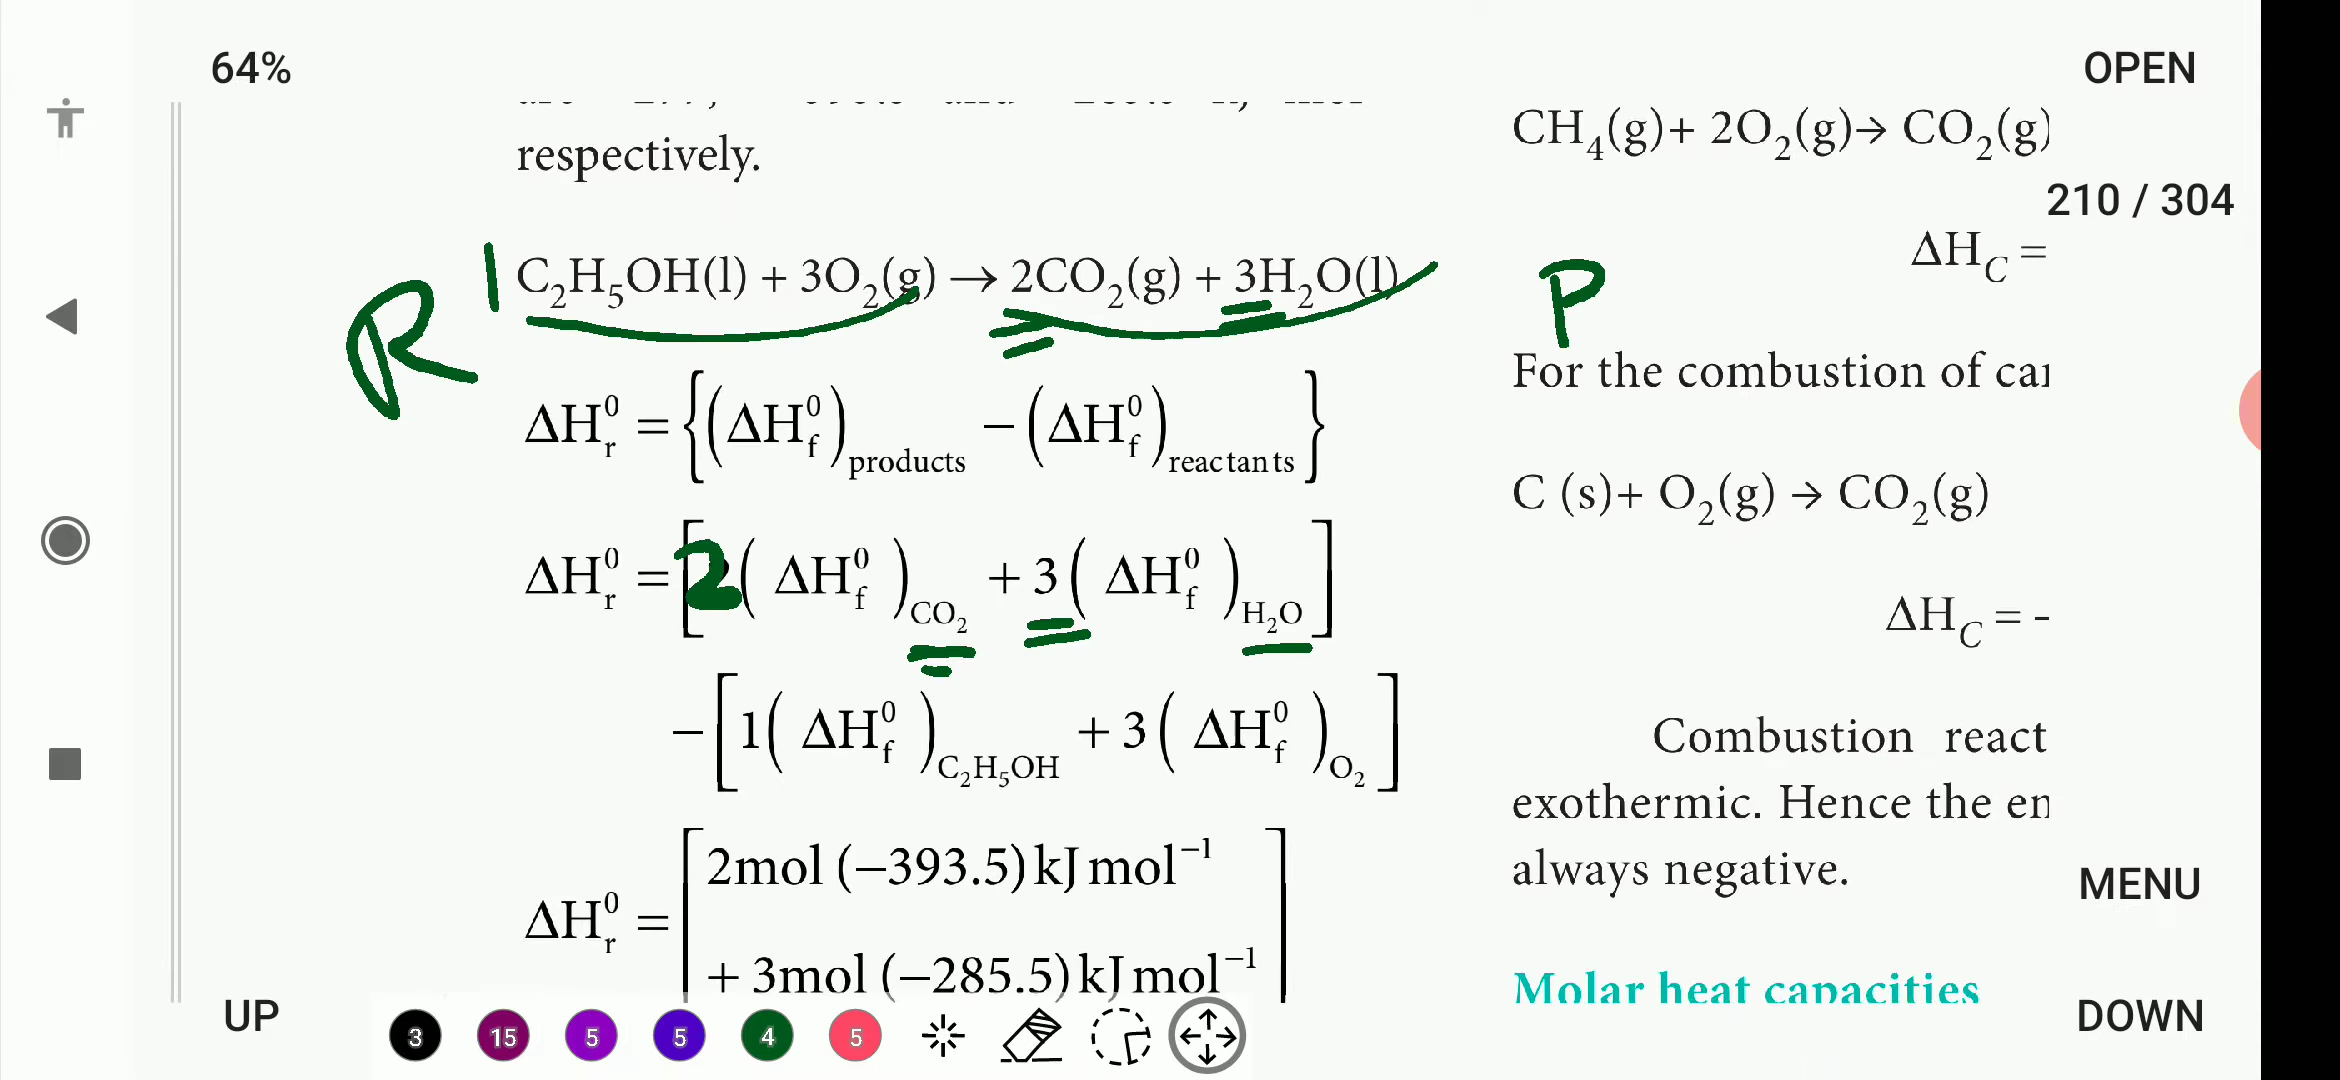 64%
OPEN
respectively.
R 1 C₂H₅OH(l) + 3O₂(g) → 2CO₂(g) + 3H₂O(l) P
ΔH⁰ᵣ = {(ΔH⁰f)products − (ΔH⁰f)reactants}
ΔH⁰ᵣ = [2( ΔH⁰f )CO₂ + 3( ΔH⁰f )H₂O]
−[1( ΔH⁰f )C₂H₅OH + 3( ΔH⁰f )O₂]
ΔH⁰ᵣ = [2mol (−393.5) kJ mol⁻¹
+ 3mol (−285.5) kJ mol⁻¹]
CH₄(g)+ 2O₂(g)→ CO₂(g)
210 / 304
ΔH_C =
For the combustion of
C (s)+ O₂(g) → CO₂(g)
ΔH_C = -
Combustion react
exothermic. Hence the en
always negative.
MENU
Molar heat capacities
UP
DOWN
3 15 5 5 4 5